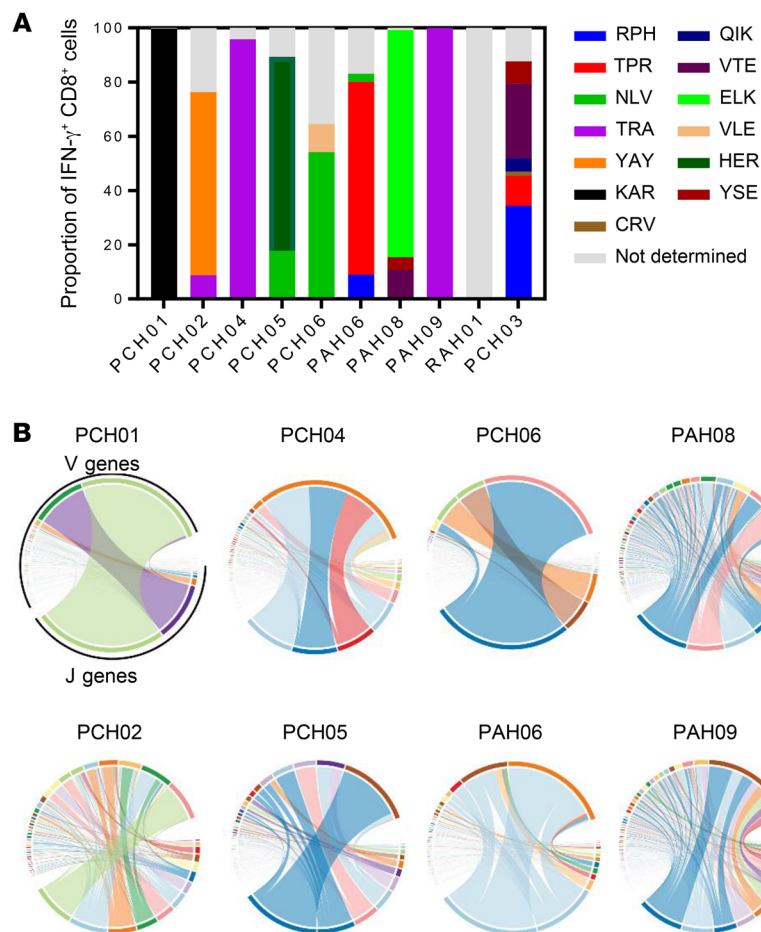 A
Proportion of IFN-γ⁺ CD8⁺ cells
100
80
60
40
20
0
PCH01
PCH02
PCH04
PCH05
PCH06
PAH06
PAH08
PAH09
RAH01
PCH03
RPH
TPR
NLV
TRA
YAY
KAR
CRV
Not determined
QIK
VTE
ELK
VLE
HER
YSE
B
PCH01
V genes
J genes
PCH04
PCH06
PAH08
PCH02
PCH05
PAH06
PAH09